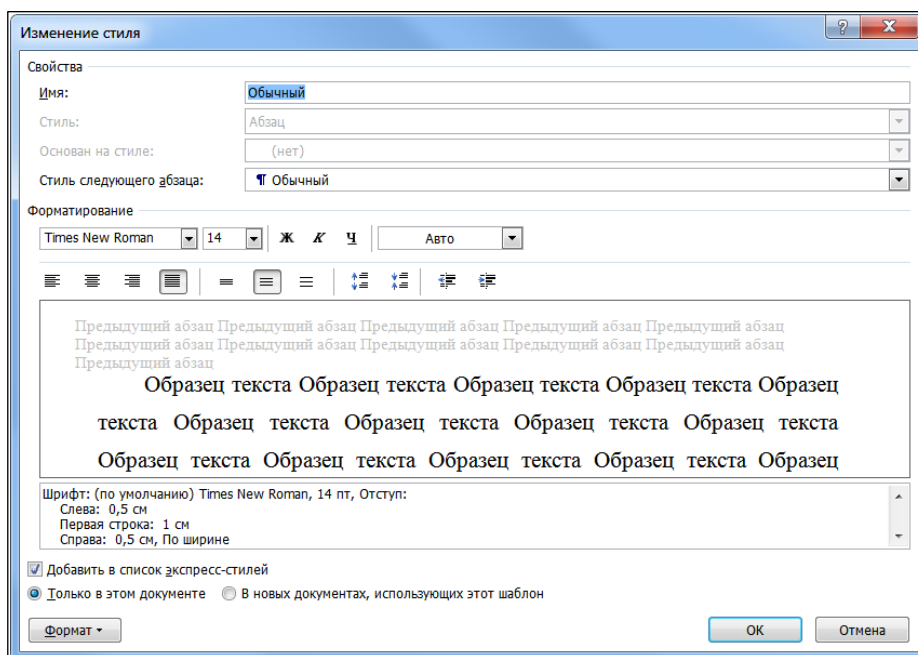 Изменение стиля
Свойства
Имя: Обычный
Стиль: Абзац
Основан на стиле: (нет)
Стиль следующего абзаца: ¶ Обычный
Форматирование
Times New Roman 14 Ж К Ч Авто
Предыдущий абзац Предыдущий абзац Предыдущий абзац Предыдущий абзац Предыдущий абзац
Предыдущий абзац Предыдущий абзац Предыдущий абзац Предыдущий абзац Предыдущий абзац
Предыдущий абзац
Образец текста Образец текста Образец текста Образец текста Образец
текста Образец текста Образец текста Образец текста Образец текста
Образец текста Образец текста Образец текста Образец текста Образец
Шрифт: (по умолчанию) Times New Roman, 14 пт, Отступ:
Слева: 0,5 см
Первая строка: 1 см
Справа: 0,5 см, По ширине
Добавить в список экспресс-стилей
Только в этом документе В новых документах, использующих этот шаблон
Формат ОК Отмена